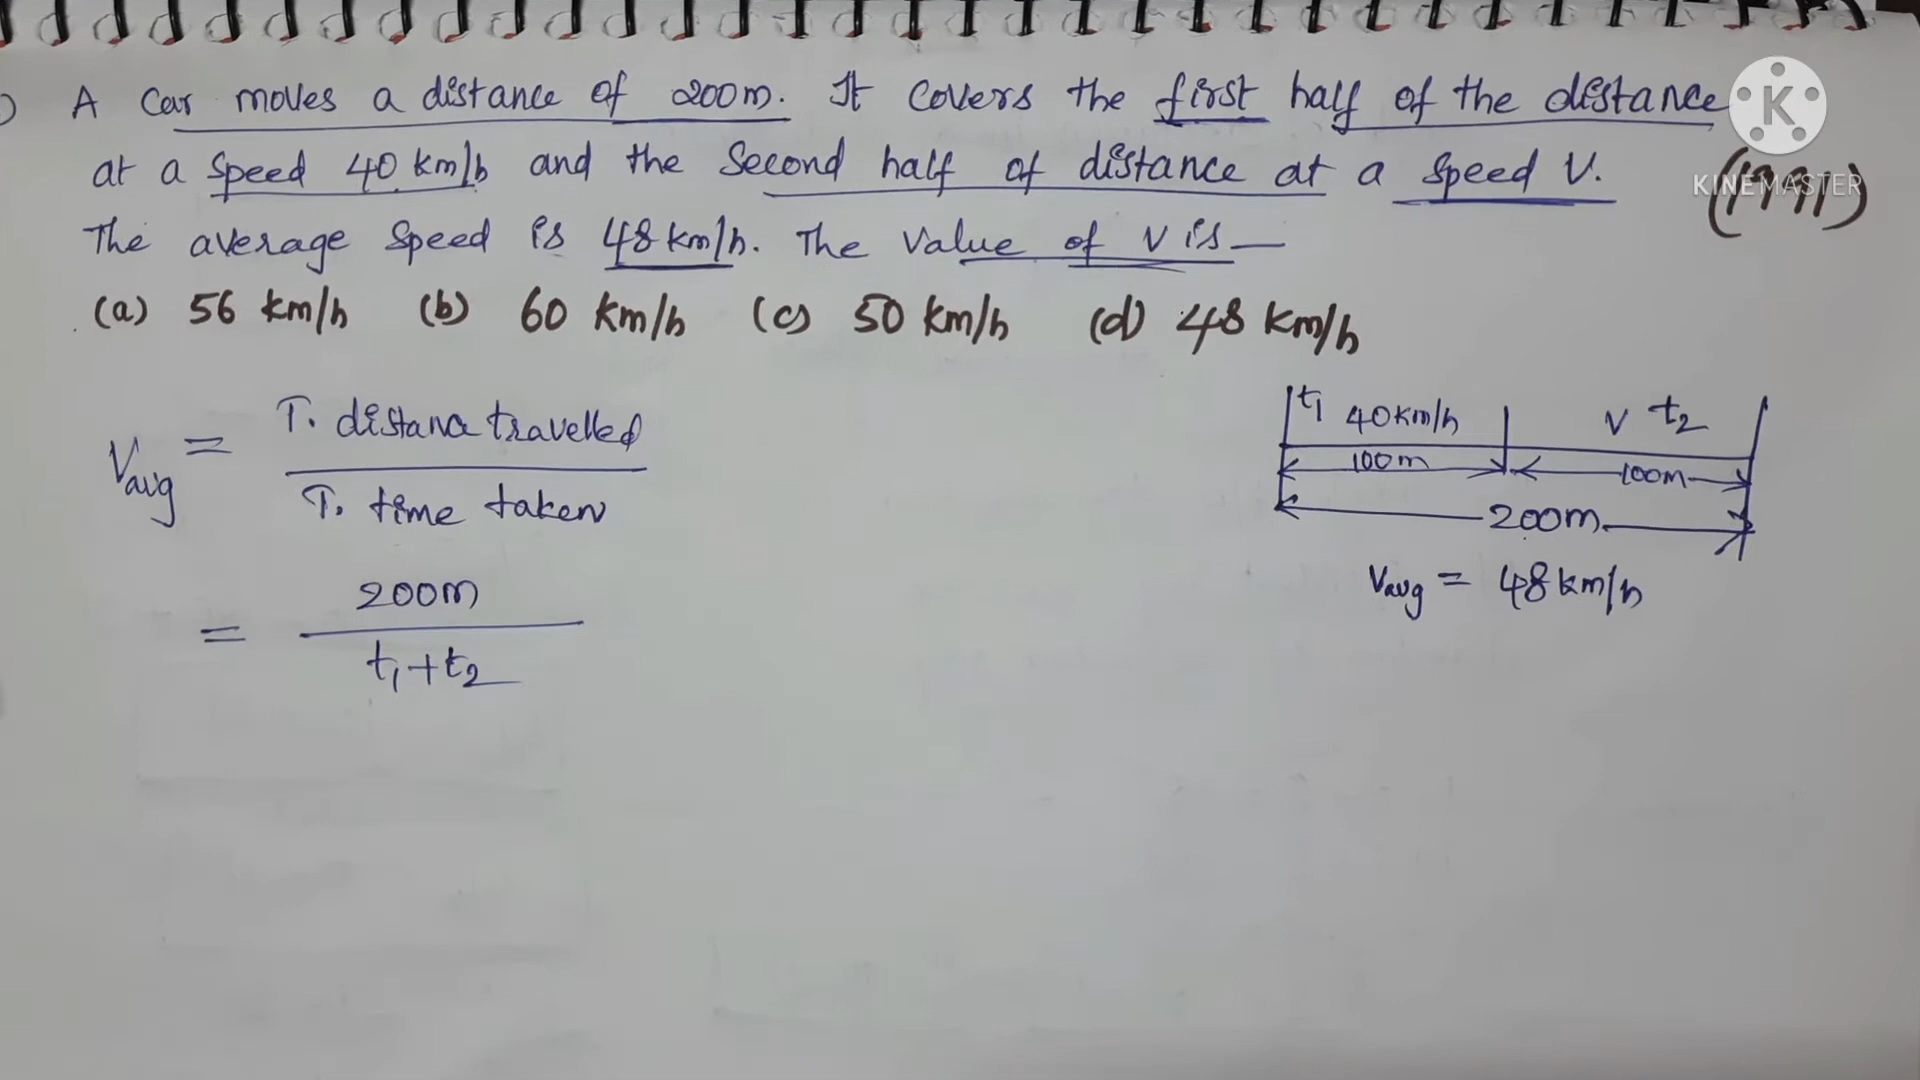 A Car moves a distance of 200m. It covers the first half of the distance
at a speed 40 km/h and the second half of distance at a speed V.
The average speed is 48 km/h. The value of V is —
(1991)
(a) 56 km/h (b) 60 km/h (c) 50 km/h (d) 48 km/h
K
KINEMASTER
Vavg = T. distance travelled
T. time taken
= 200m
t1+t2
t1 40km/h V t2
100m 100m
200m
Vavg = 48 km/h